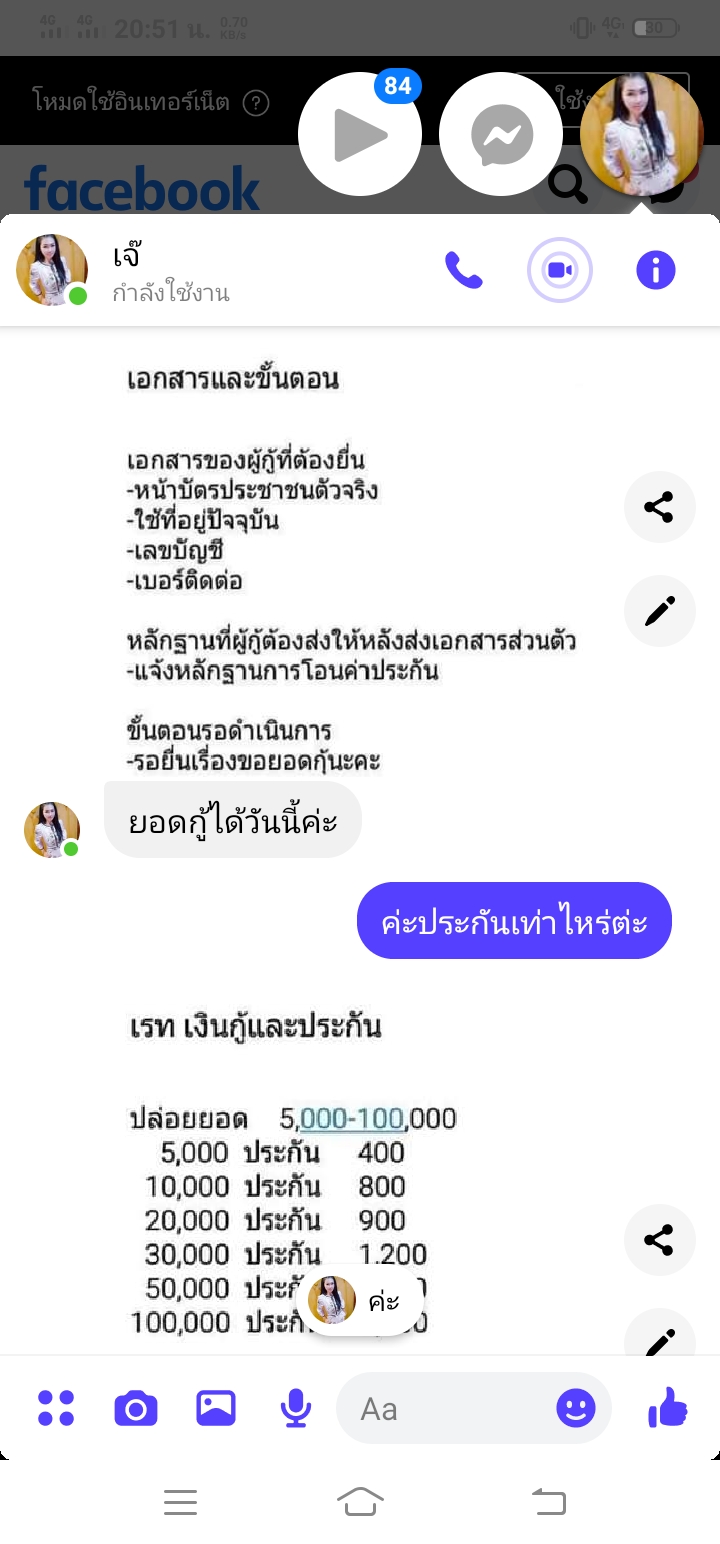 4G 4G 20:51 น. 0.70 KB/s 4G 30
โหมดใช้อินเทอร์เน็ต ?
84
facebook
เจ๊
กำลังใช้งาน
เอกสารและขั้นตอน
เอกสารของผู้กู้ที่ต้องยื่น
-หน้าบัตรประชาชนตัวจริง
-ใช้ที่อยู่ปัจจุบัน
-เลขบัญชี
-เบอร์ติดต่อ
หลักฐานที่ผู้กู้ต้องส่งให้หลังส่งเอกสารส่วนตัว
-แจ้งหลักฐานการโอนค่าประกัน
ขั้นตอนรอดำเนินการ
-รอยื่นเรื่องขอยอดกุ้นะคะ
ยอดกู้ได้วันนี้ค่ะ
ค่ะประกันเท่าไหร่ต่ะ
เรท เงินกู้และประกัน
ปล่อยยอด 5,000-100,000
5,000 ประกัน 400
10,000 ประกัน 800
20,000 ประกัน 900
30,000 ประกัน 1,200
50,000
100,000
ค่ะ
Aa